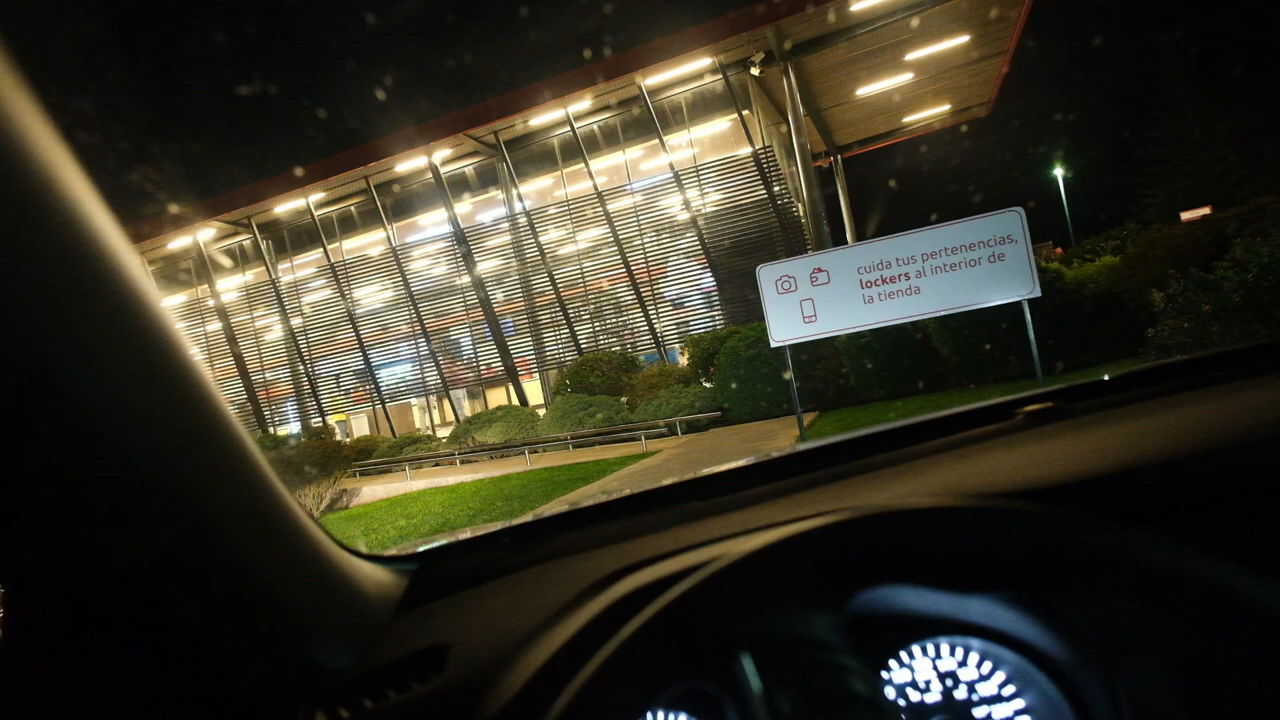 cuida tus pertenencias,
lockers al interior de
la tienda